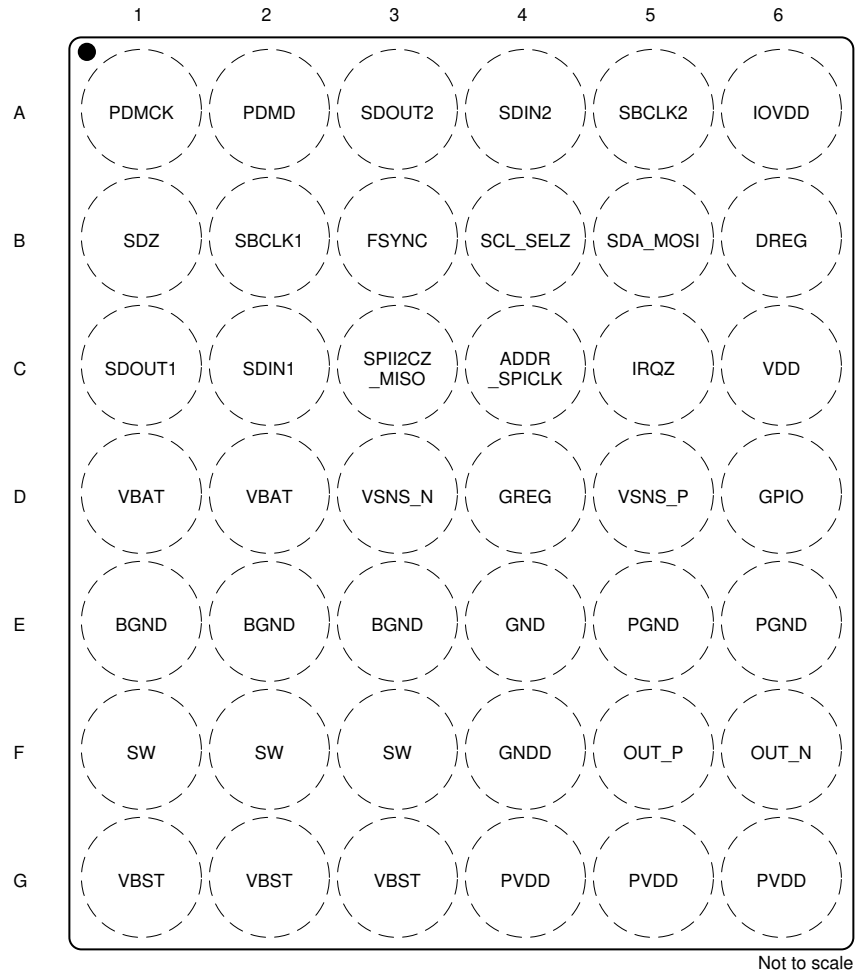 1 2 3 4 5 6
A PDMCK PDMD SDOUT2 SDIN2 SBCLK2 IOVDD
B SDZ SBCLK1 FSYNC SCL_SELZ SDA_MOSI DREG
C SDOUT1 SDIN1 SPII2CZ _MISO ADDR _SPICLK IRQZ VDD
D VBAT VBAT VSNS_N GREG VSNS_P GPIO
E BGND BGND BGND GND PGND PGND
F SW SW SW GNDD OUT_P OUT_N
G VBST VBST VBST PVDD PVDD PVDD
Not to scale